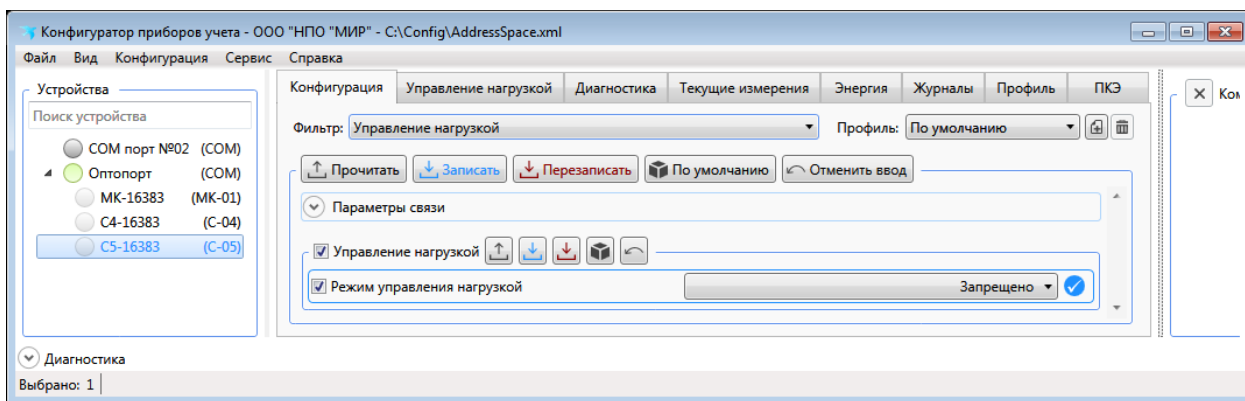 Конфигуратор приборов учета - ООО "НПО "МИР" - C:\Config\AddressSpace.xml
Файл Вид Конфигурация Сервис Справка
Устройства
Поиск устройства
COM порт №02 (COM)
Оптопорт (COM)
МК-16383 (МК-01)
С4-16383 (С-04)
С5-16383 (С-05)
Конфигурация Управление нагрузкой Диагностика Текущие измерения Энергия Журналы Профиль ПКЭ
Фильтр: Управление нагрузкой Профиль: По умолчанию
Прочитать Записать Перезаписать По умолчанию Отменить ввод
Параметры связи
Управление нагрузкой
Режим управления нагрузкой Запрещено
Ком
Диагностика
Выбрано: 1